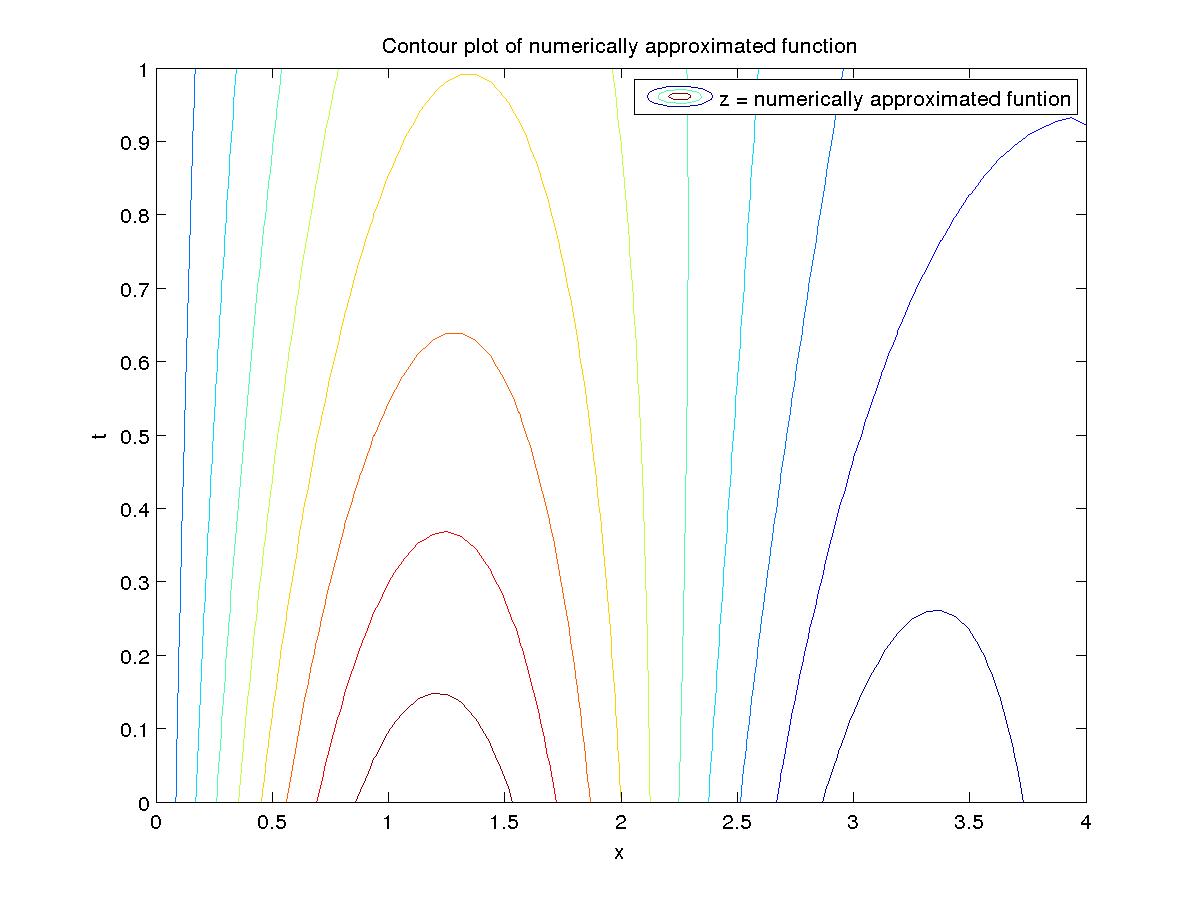 Contour plot of numerically approximated function
z = numerically approximated funtion
1
0.9
0.8
0.7
0.6
0.5
0.4
0.3
0.2
0.1
0
t
0 0.5 1 1.5 2 2.5 3 3.5 4
x